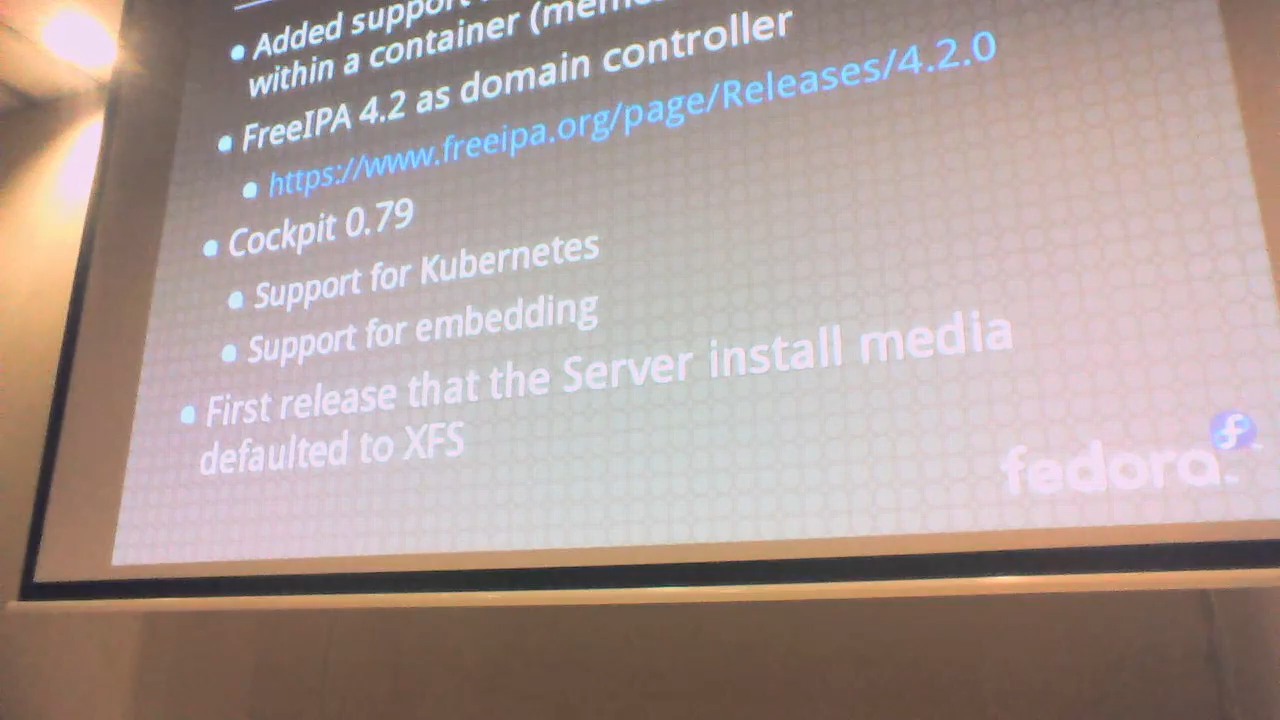 • Added support
within a container
• FreeIPA 4.2 as domain controller
• https://www.freeipa.org/page/Releases/4.2.0
• Cockpit 0.79
• Support for Kubernetes
• Support for embedding
• First release that the Server install media
defaulted to XFS
fedora